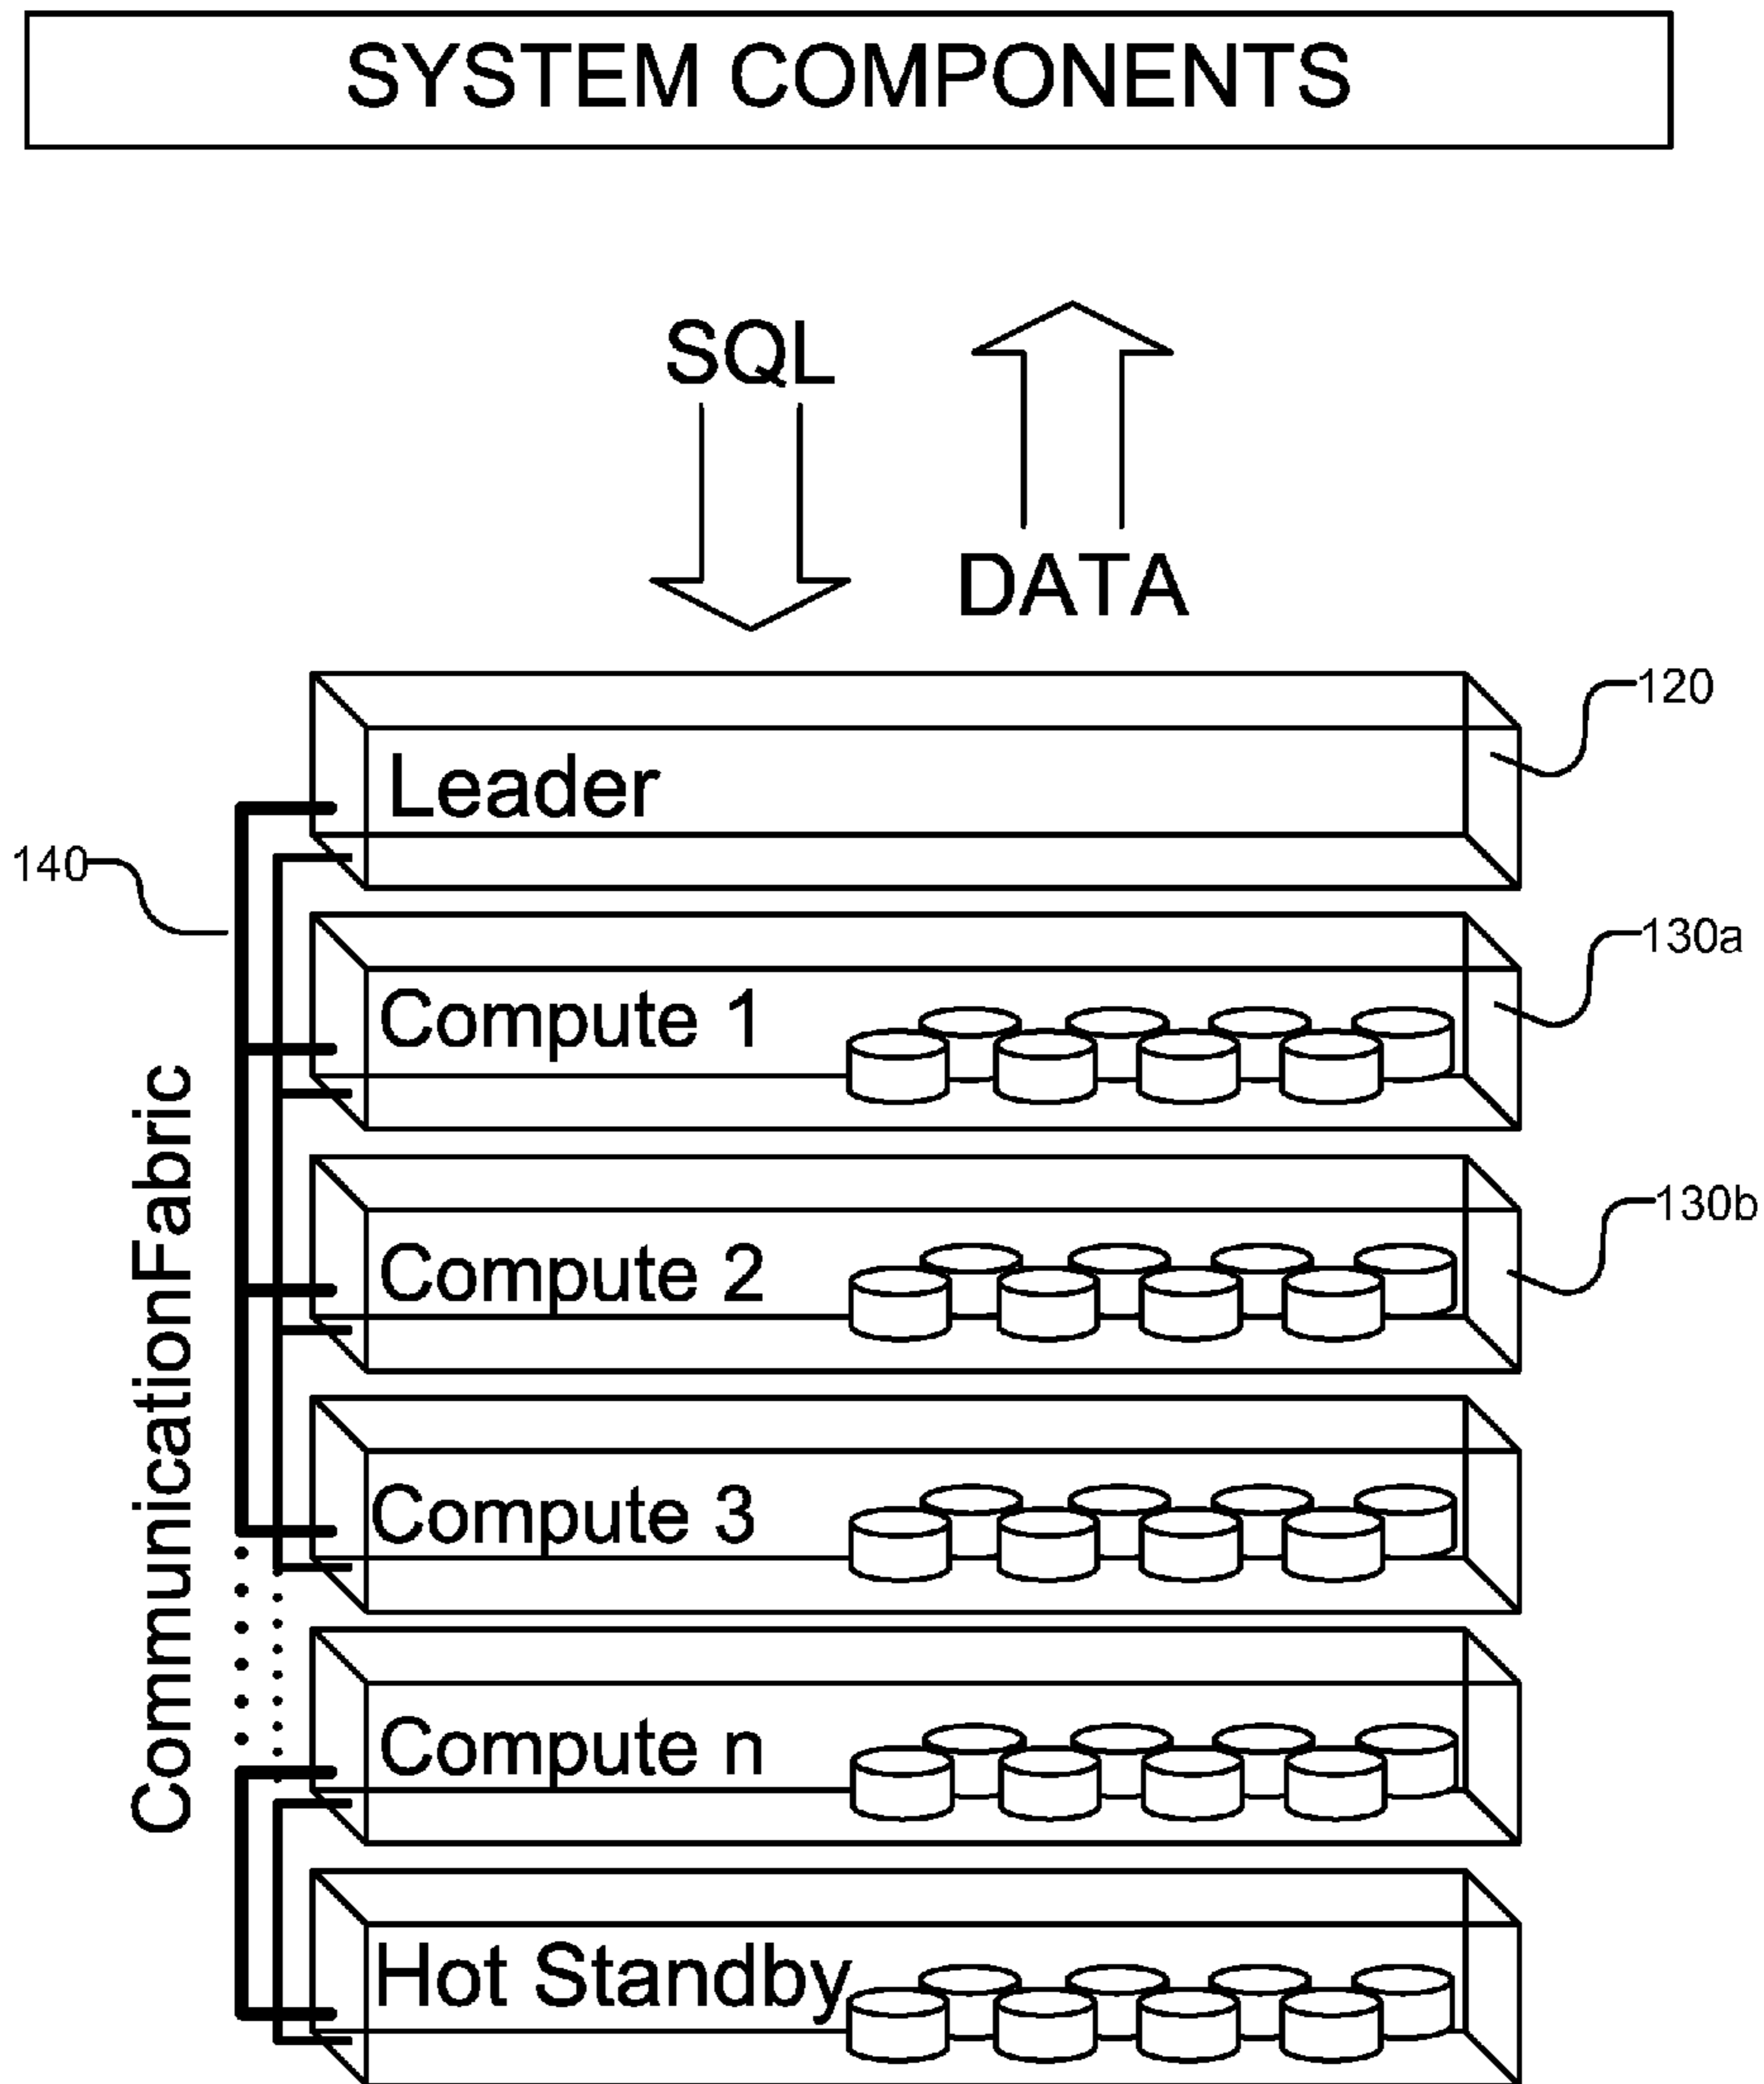 SYSTEM COMPONENTS
SQL
DATA
120
Leader
140
130a
Compute 1
CommunicationFabric
130b
Compute 2
Compute 3
Compute n
Hot Standby